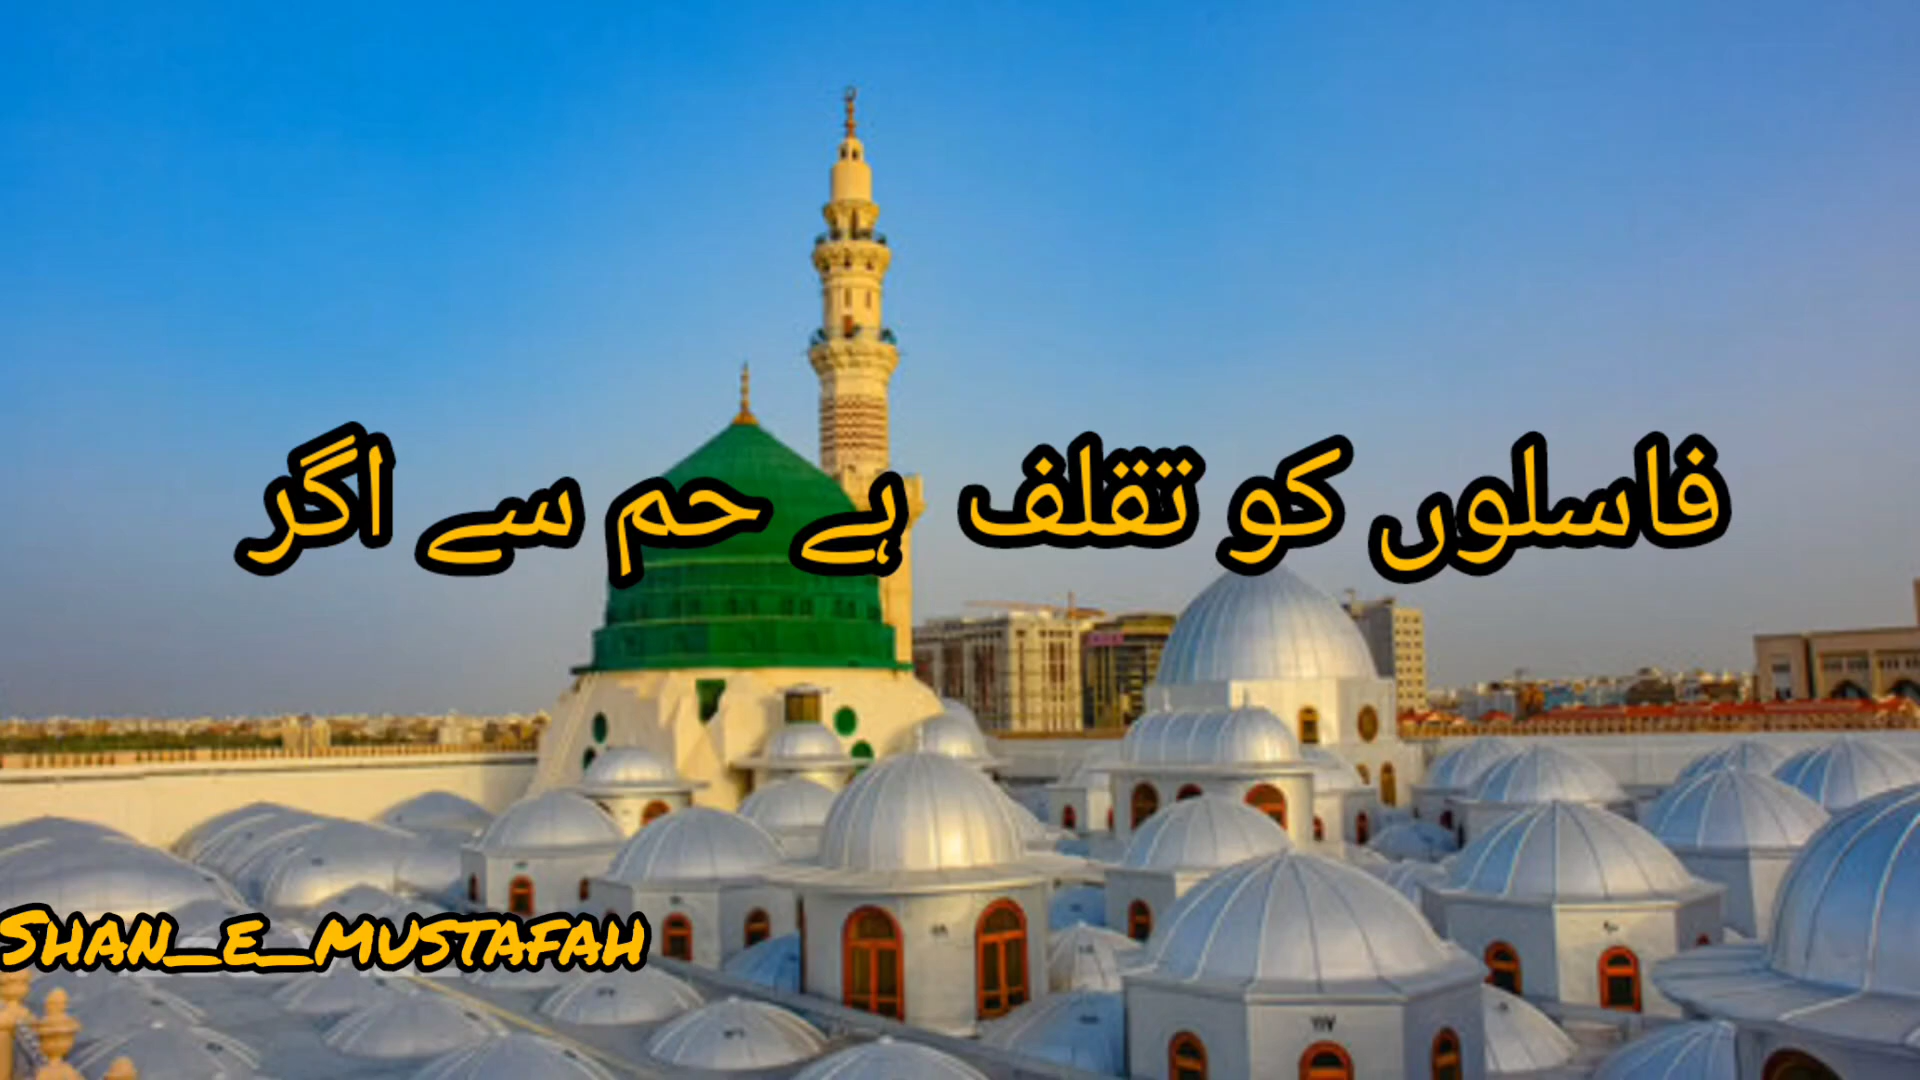 فاسلوں کو تقلف ہے حم سے اگر
Shan_e_mustafah